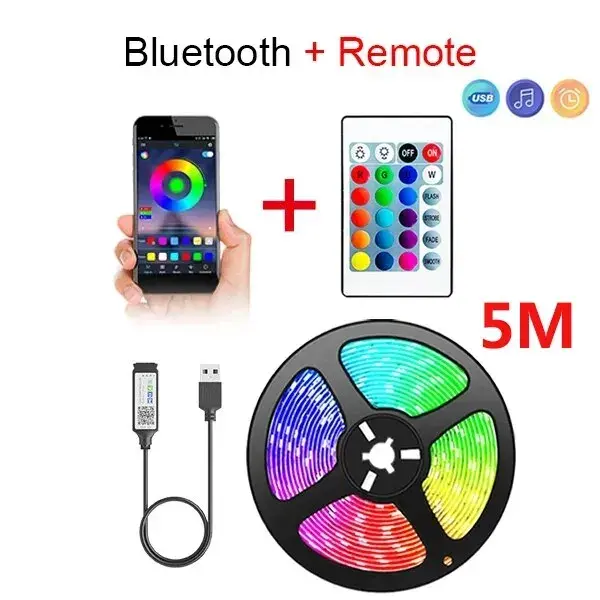 Bluetooth + Remote
USB
OFF ON
R G B W
FLASH
STROBE
FADE
SMOOTH
5M